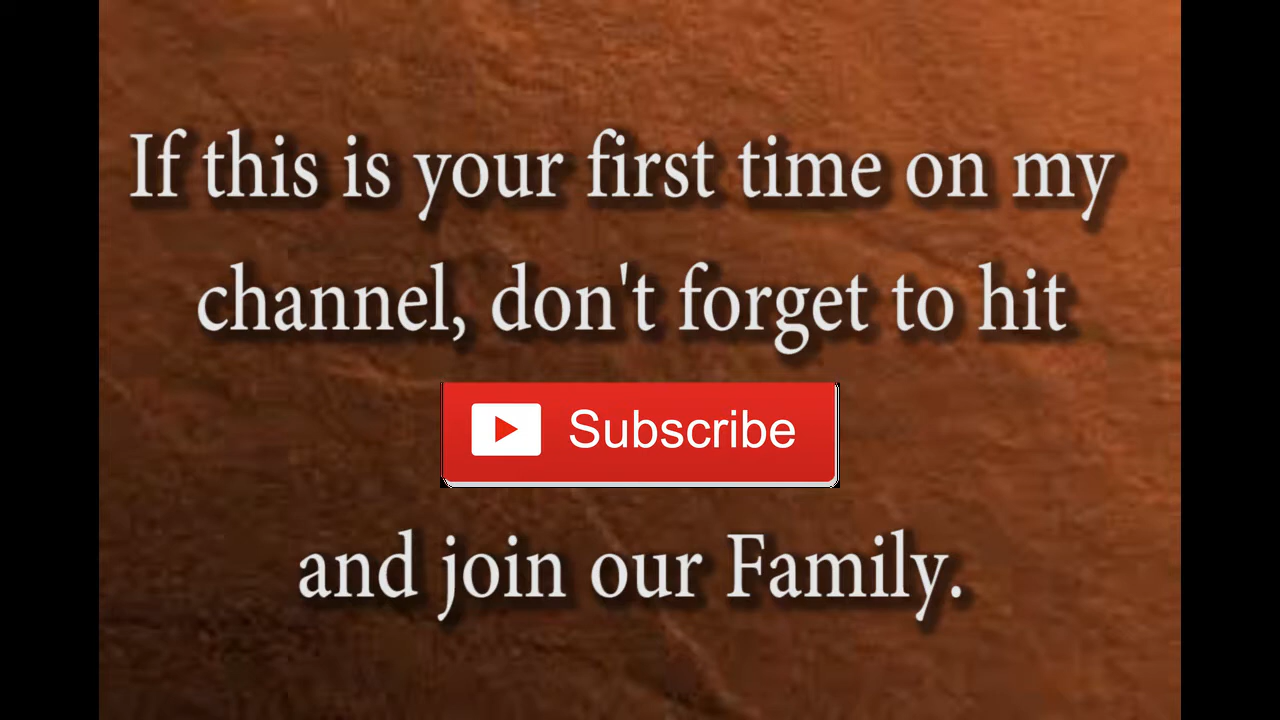 If this is your first time on my
channel, don't forget to hit
Subscribe
and join our Family.